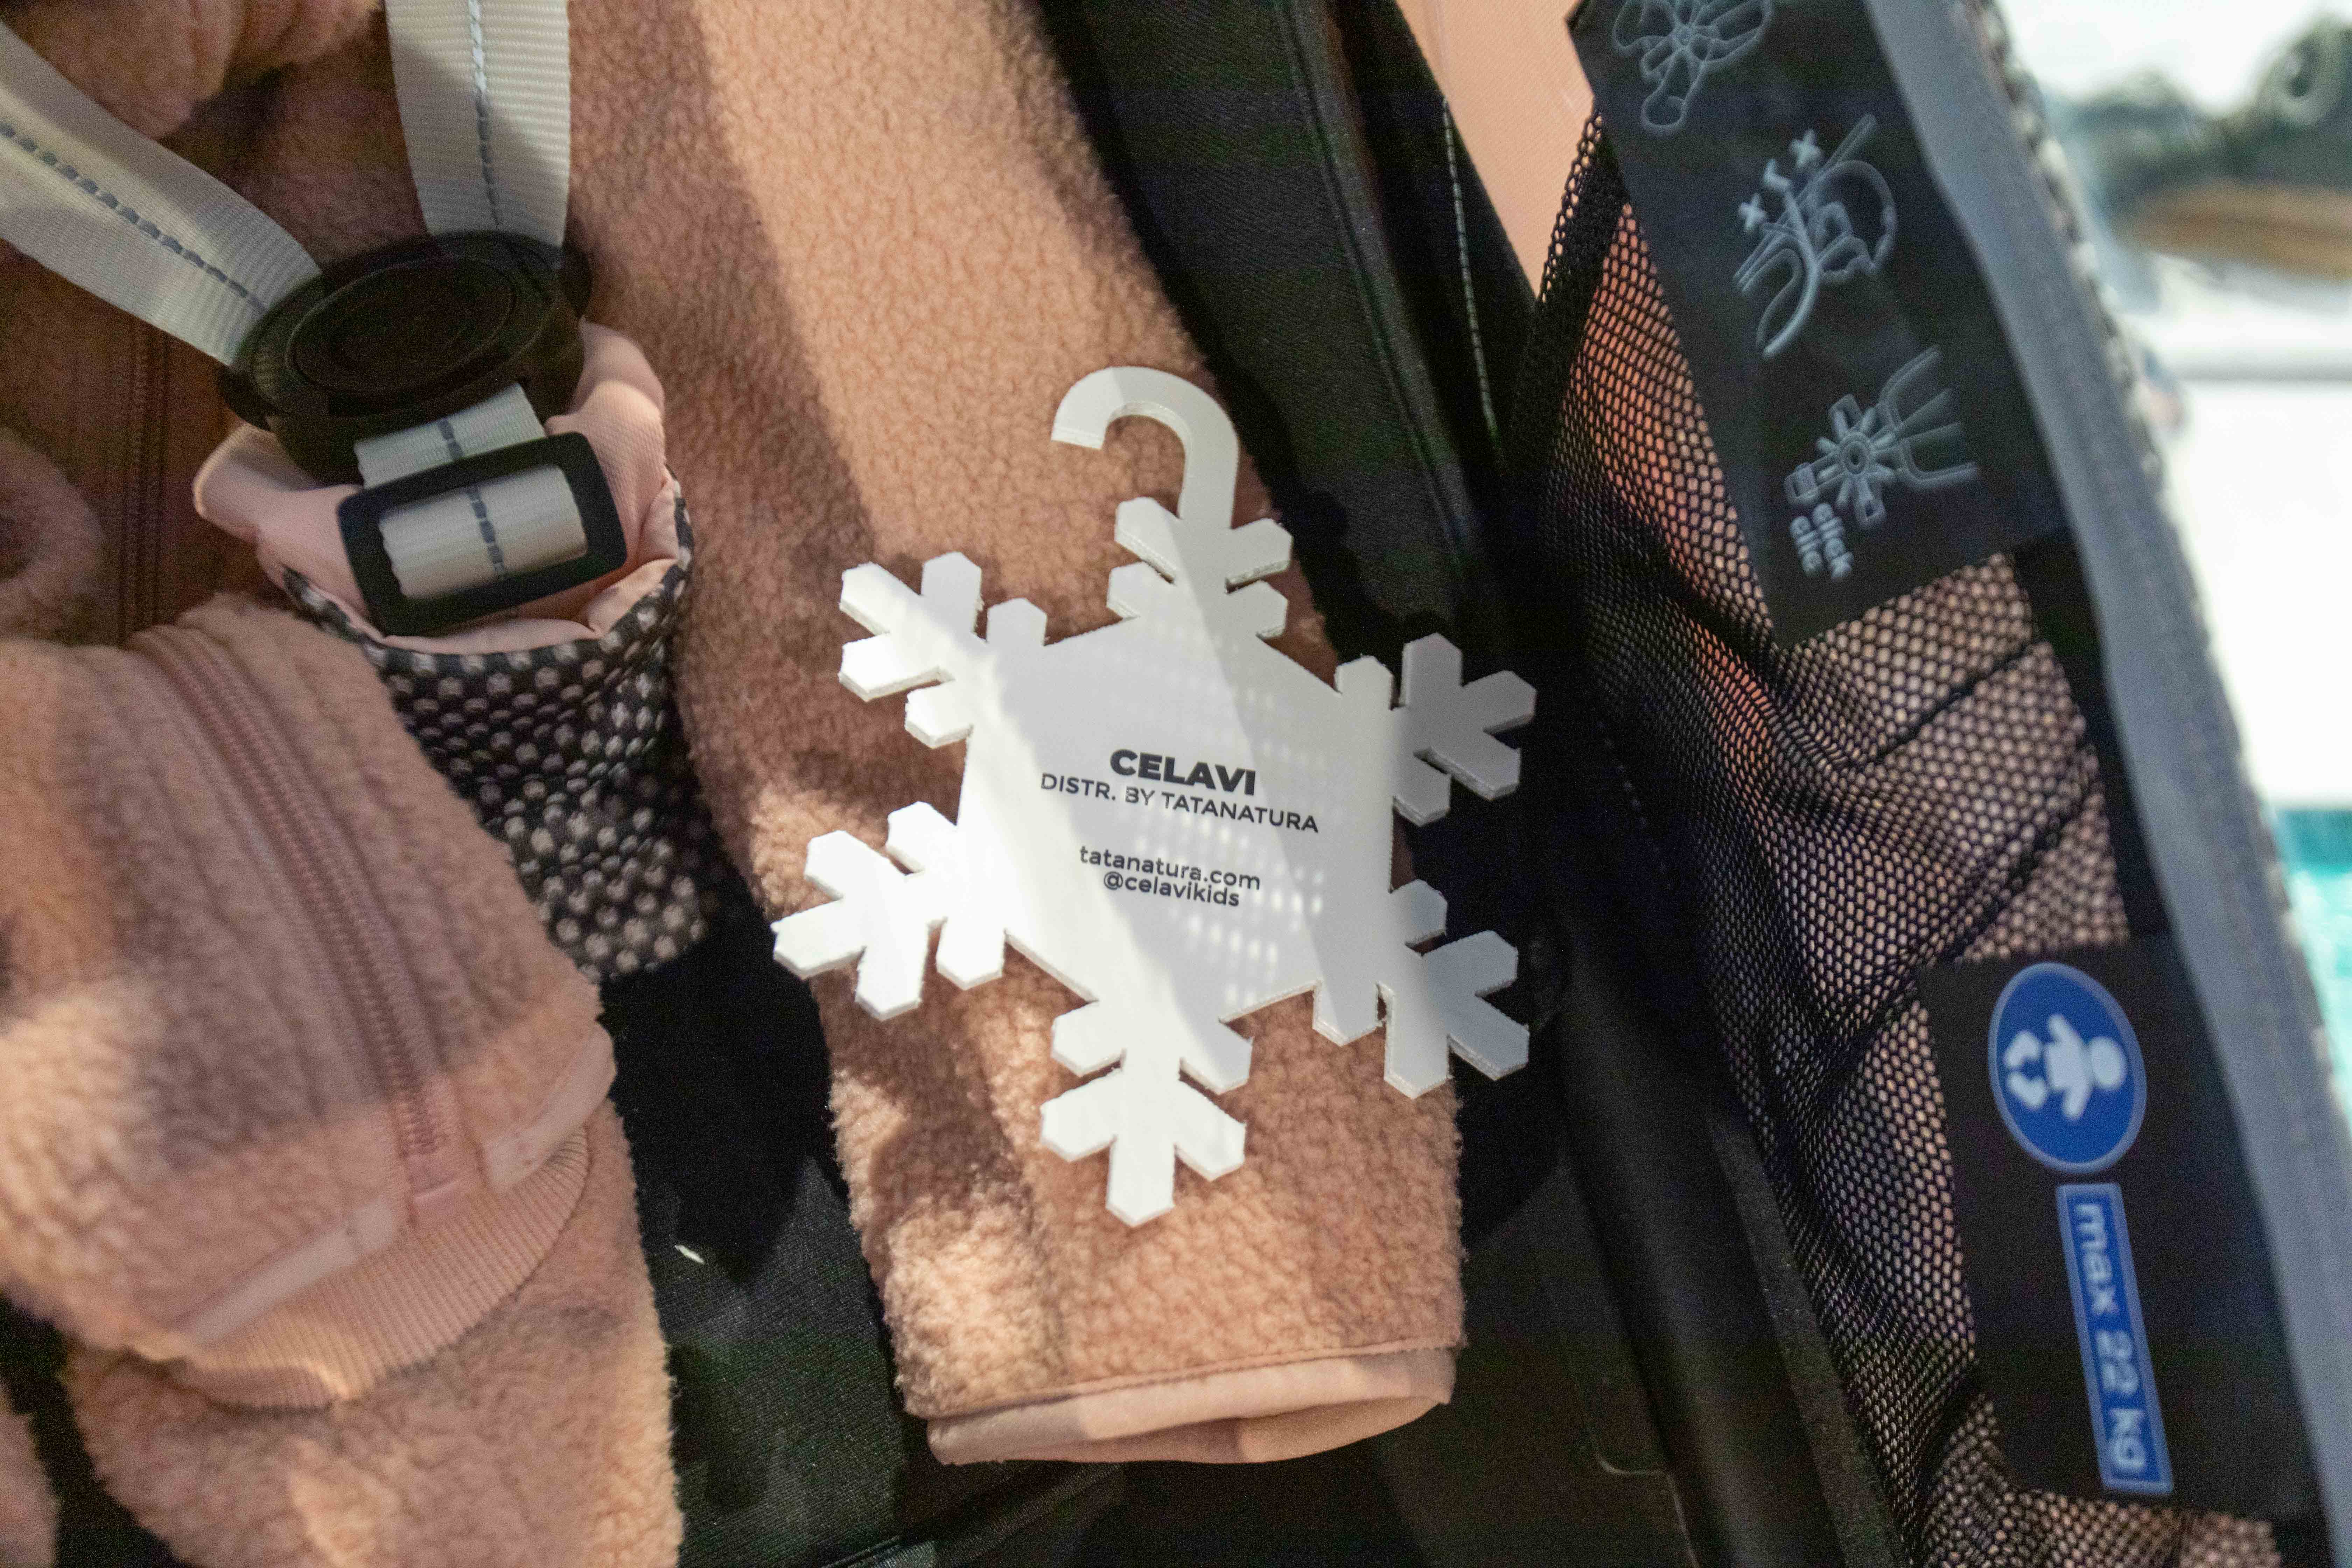 CELAVI
DISTR. BY TATANATURA
tatanatura.com
@celavikids
click
clic
max 22 kg